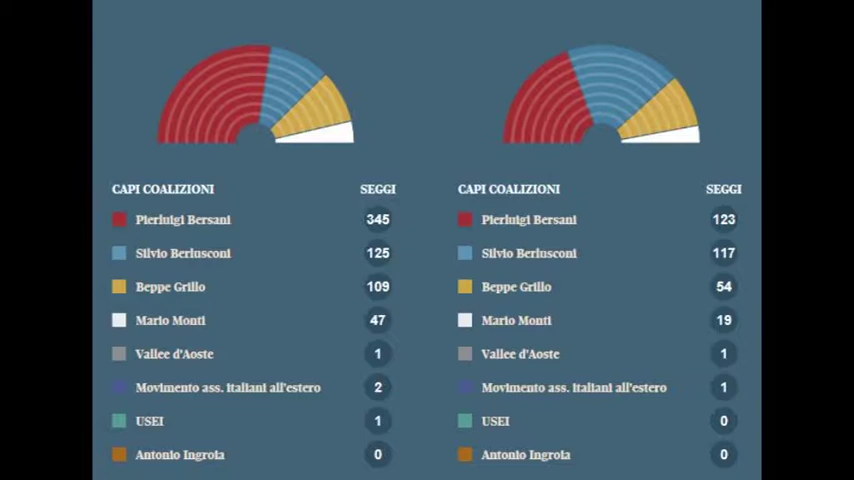 CAPI COALIZIONI SEGGI
Pierluigi Bersani 345
Silvio Berlusconi 125
Beppe Grillo 109
Mario Monti 47
Vallee d'Aoste 1
Movimento ass. italiani all'estero 2
USEI 1
Antonio Ingroia 0
CAPI COALIZIONI SEGGI
Pierluigi Bersani 123
Silvio Berlusconi 117
Beppe Grillo 54
Mario Monti 19
Vallee d'Aoste 1
Movimento ass. italiani all'estero 1
USEI 0
Antonio Ingroia 0